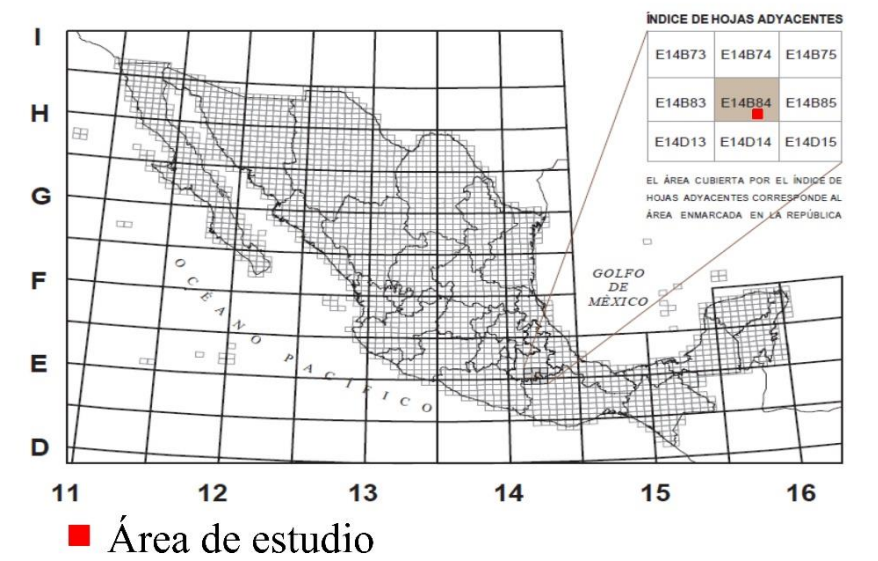 ÍNDICE DE HOJAS ADYACENTES
E14B73 E14B74 E14B75
E14B83 E14B84 E14B85
E14D13 E14D14 E14D15
EL ÁREA CUBIERTA POR EL ÍNDICE DE
HOJAS ADYACENTES CORRESPONDE AL
ÁREA ENMARCADA EN LA REPÚBLICA
I
H
G
F
E
D
GOLFO
DE
MÉXICO
OCÉANO PACÍFICO
11 12 13 14 15 16
Área de estudio